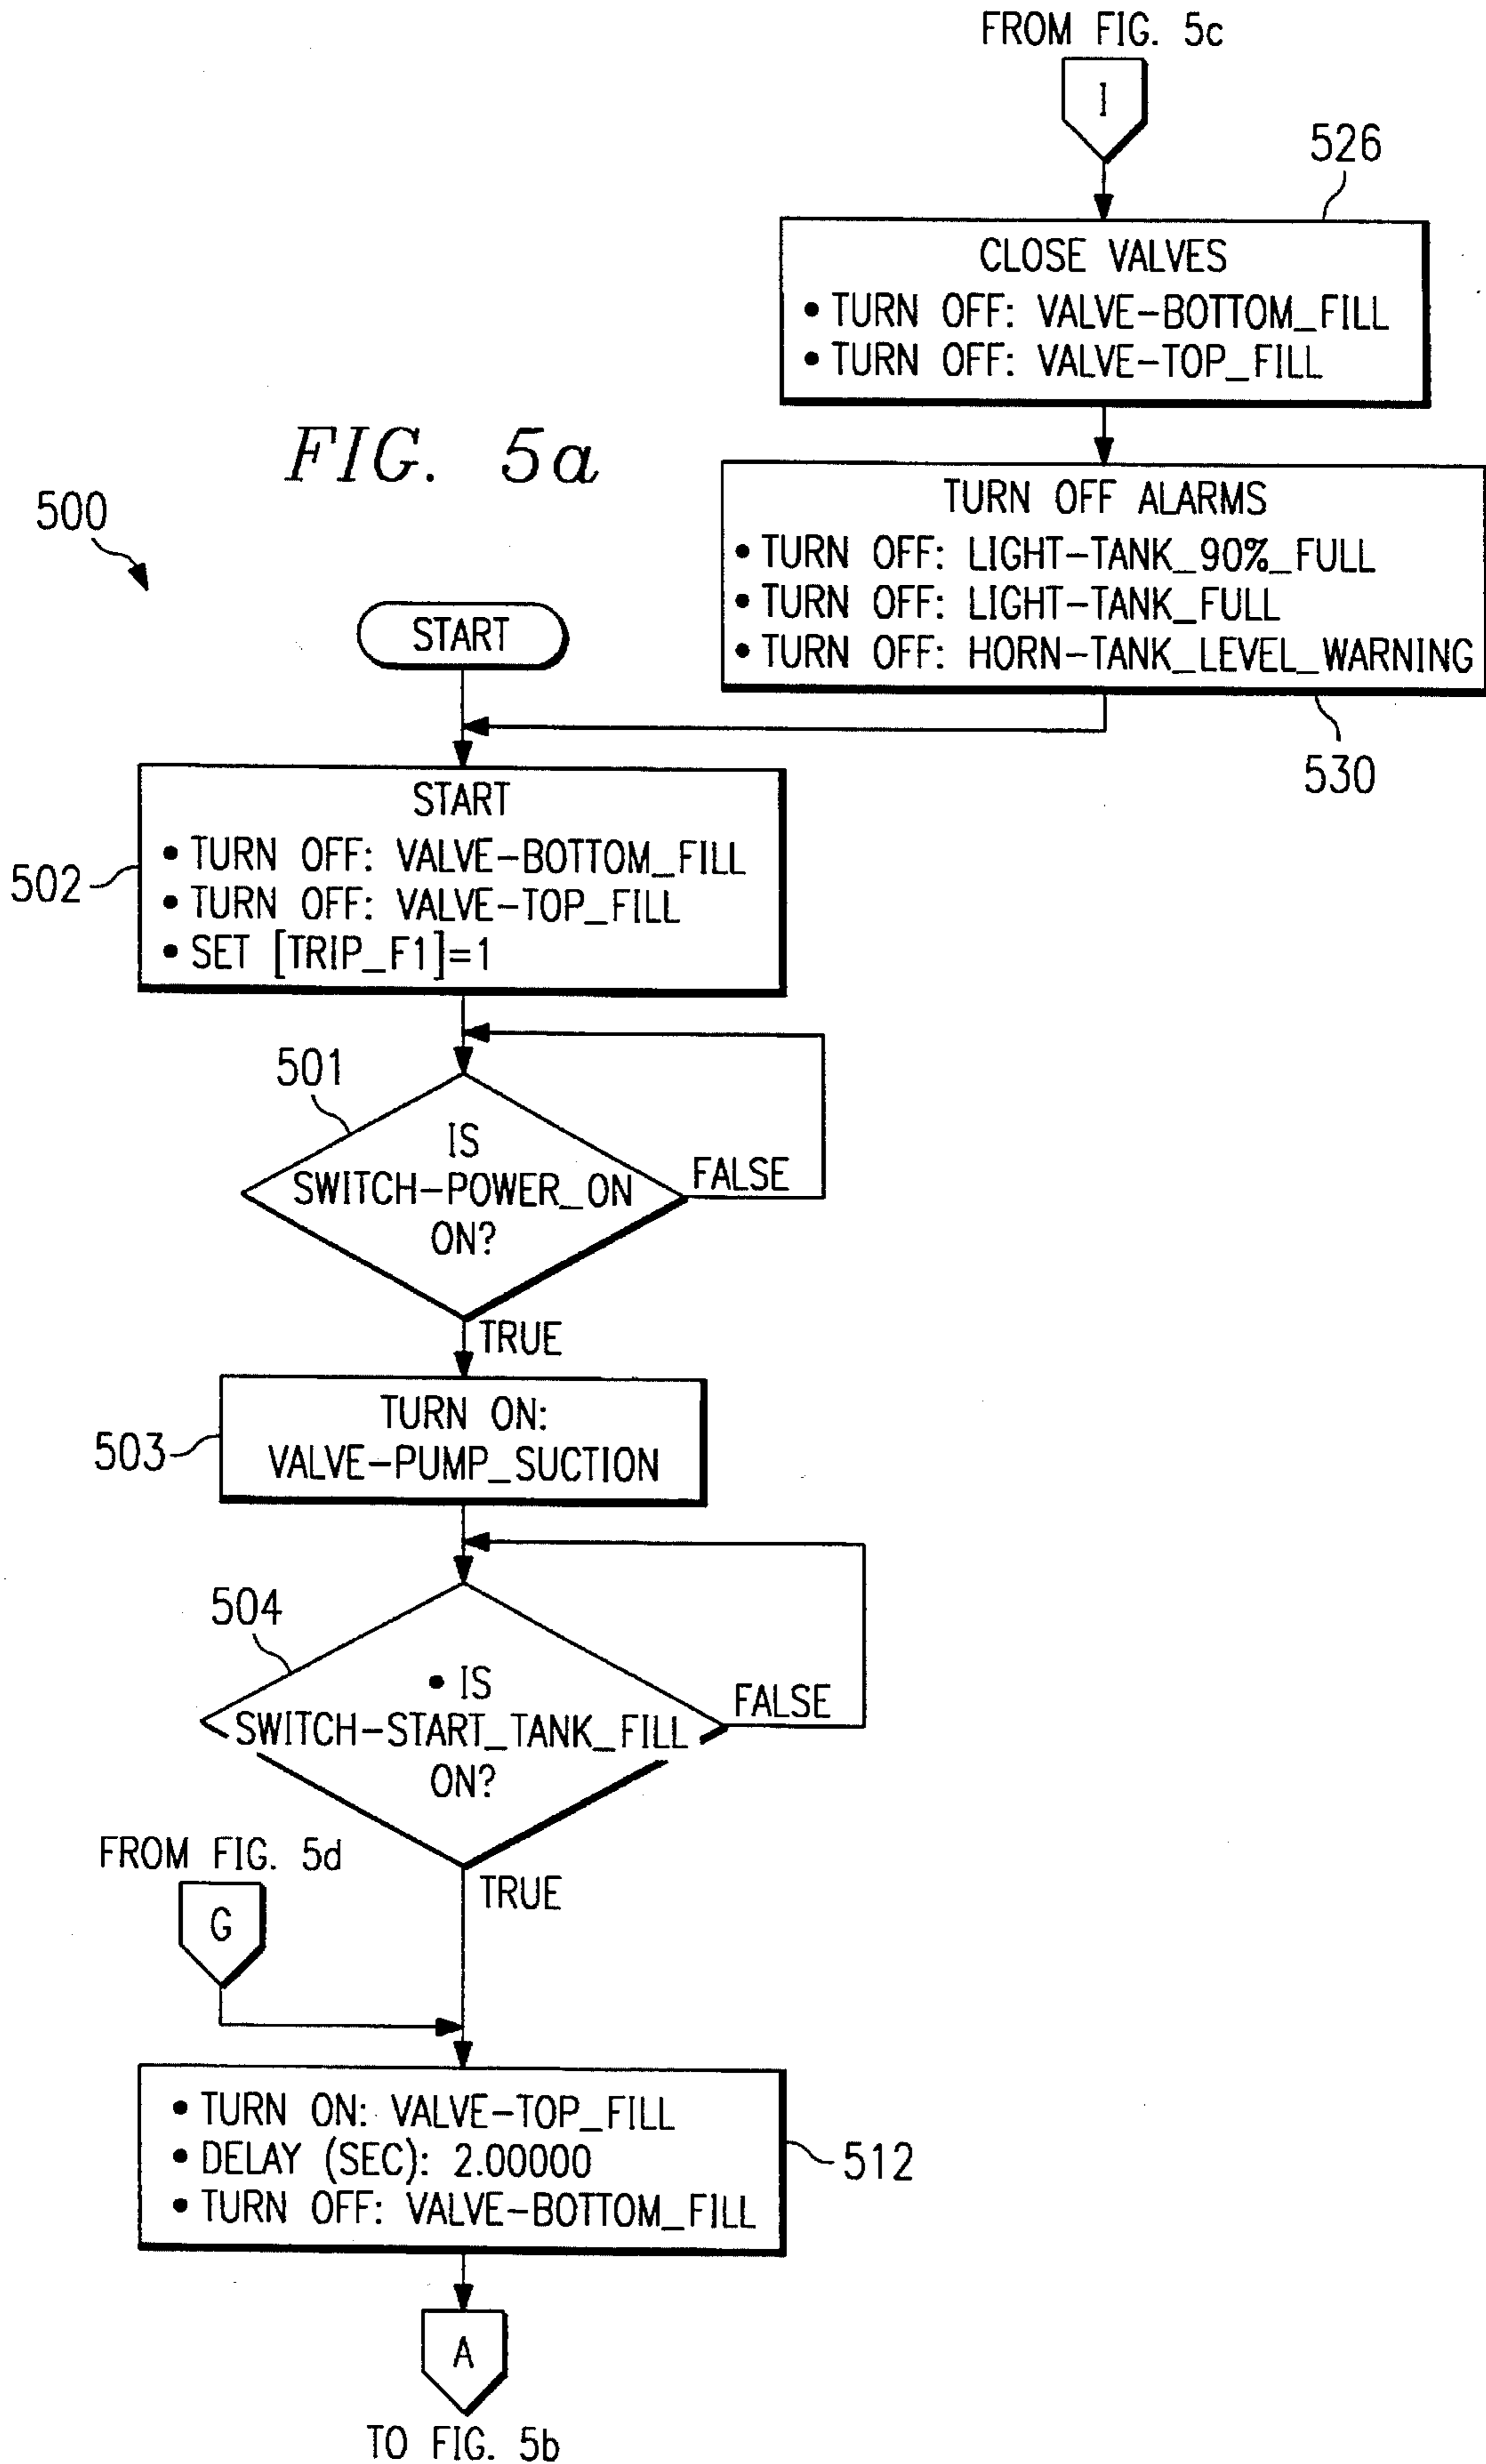 FROM FIG. 5c
I
526
CLOSE VALVES
• TURN OFF: VALVE-BOTTOM_FILL
• TURN OFF: VALVE-TOP_FILL
FIG. 5a
500
TURN OFF ALARMS
• TURN OFF: LIGHT-TANK_90%_FULL
• TURN OFF: LIGHT-TANK_FULL
• TURN OFF: HORN-TANK_LEVEL_WARNING
530
START
START
• TURN OFF: VALVE-BOTTOM_FILL
• TURN OFF: VALVE-TOP_FILL
• SET [TRIP_F1]=1
502
501
IS
SWITCH-POWER_ON
ON?
FALSE
TRUE
TURN ON:
VALVE-PUMP_SUCTION
503
504
• IS
SWITCH-START_TANK_FILL
ON?
FALSE
TRUE
FROM FIG. 5d
G
• TURN ON: VALVE-TOP_FILL
• DELAY (SEC): 2.00000
• TURN OFF: VALVE-BOTTOM_FILL
512
A
TO FIG. 5b